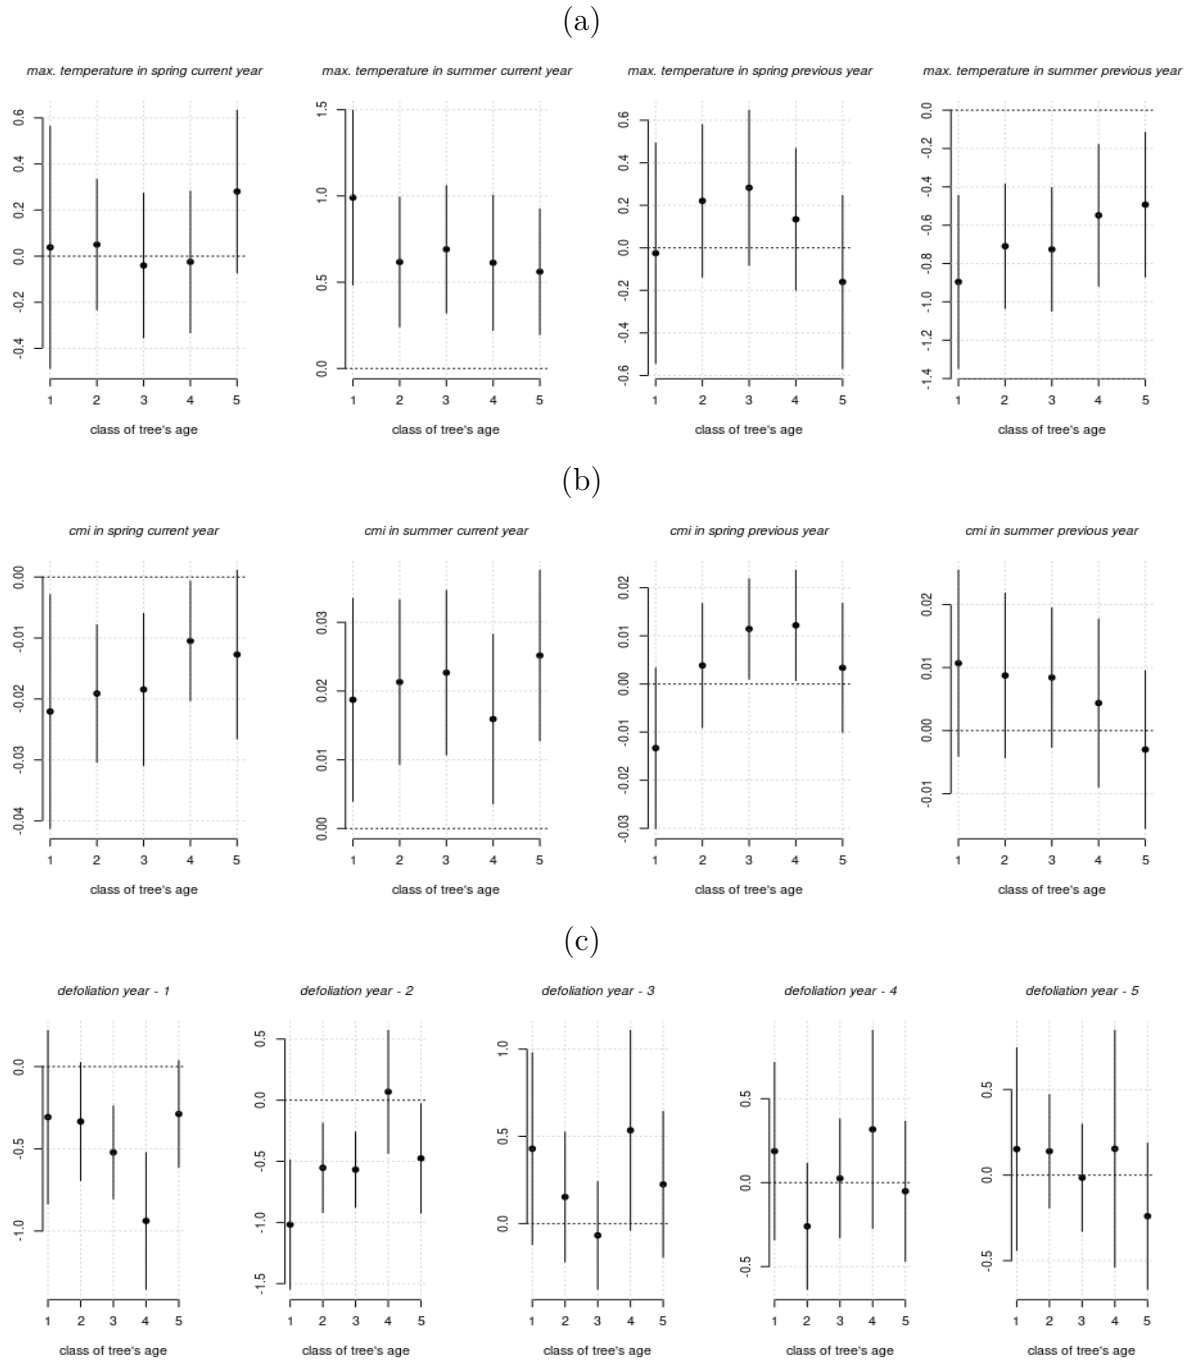 (a)
max. temperature in spring current year
0.6
0.4
0.2
0.0
-0.2
-0.4
1 2 3 4 5
class of tree's age
max. temperature in summer current year
1.5
1.0
0.5
0.0
1 2 3 4 5
class of tree's age
max. temperature in spring previous year
0.6
0.4
0.2
0.0
-0.2
-0.4
-0.6
1 2 3 4 5
class of tree's age
max. temperature in summer previous year
0.0
-0.2
-0.4
-0.6
-0.8
-1.0
-1.2
-1.4
1 2 3 4 5
class of tree's age
(b)
cmi in spring current year
0.00
-0.01
-0.02
-0.03
-0.04
1 2 3 4 5
class of tree's age
cmi in summer current year
0.03
0.02
0.01
0.00
1 2 3 4 5
class of tree's age
cmi in spring previous year
0.02
0.01
0.00
-0.01
-0.02
-0.03
1 2 3 4 5
class of tree's age
cmi in summer previous year
0.02
0.01
0.00
-0.01
1 2 3 4 5
class of tree's age
(c)
defoliation year - 1
0.0
-0.5
-1.0
1 2 3 4 5
class of tree's age
defoliation year - 2
0.5
0.0
-0.5
-1.0
-1.5
1 2 3 4 5
class of tree's age
defoliation year - 3
1.0
0.5
0.0
1 2 3 4 5
class of tree's age
defoliation year - 4
0.5
0.0
-0.5
1 2 3 4 5
class of tree's age
defoliation year - 5
0.5
0.0
-0.5
1 2 3 4 5
class of tree's age